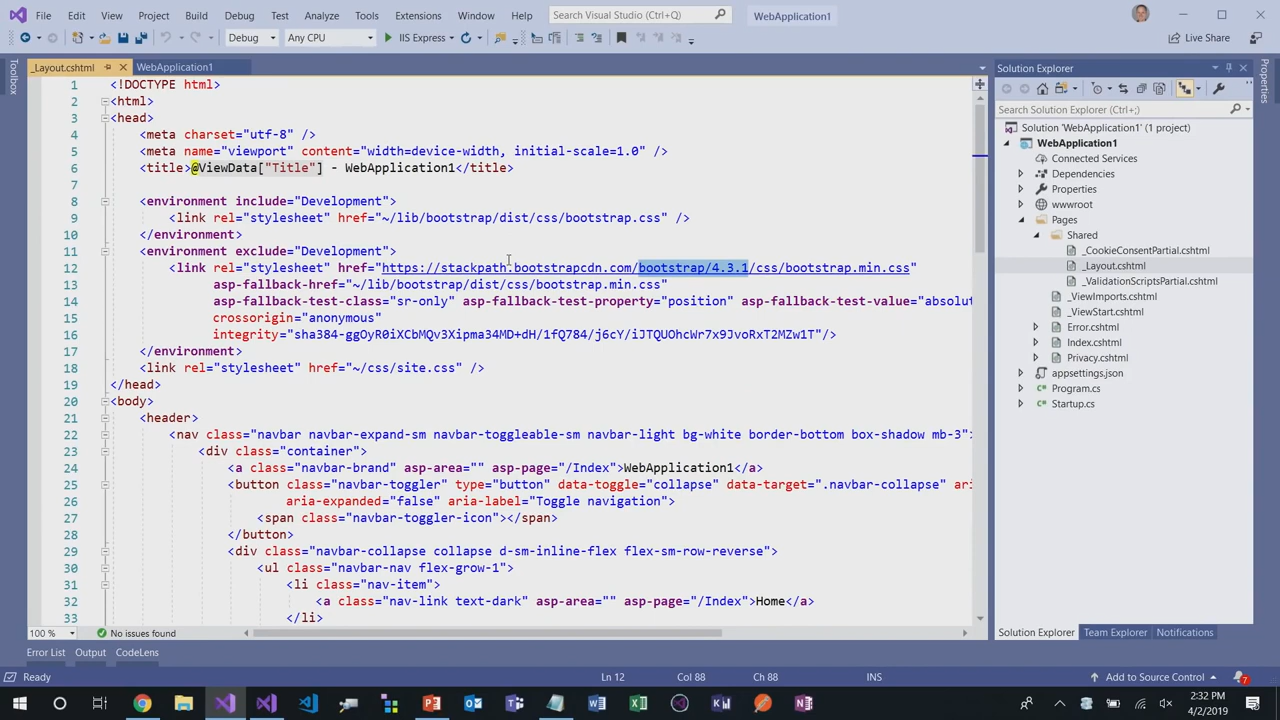 File Edit View Project Build Debug Test Analyze Tools Extensions Window Help Search Visual Studio WebApplication1
Debug Any CPU IIS Express Live Share
_Layout.cshtml WebApplication1
Toolbox
1 <!DOCTYPE html>
2 <html>
3 <head>
4 <meta charset="utf-8" />
5 <meta name="viewport" content="width=device-width, initial-scale=1.0" />
6 <title>@ViewData["Title"] - WebApplication1</title>
7
8 <environment include="Development">
9 <link rel="stylesheet" href="~/lib/bootstrap/dist/css/bootstrap.css" />
10 </environment>
11 <environment exclude="Development">
12 <link rel="stylesheet" href="https://stackpath.bootstrapcdn.com/bootstrap/4.3.1/css/bootstrap.min.css"
13 asp-fallback-href="~/lib/bootstrap/dist/css/bootstrap.min.css"
14 asp-fallback-test-class="sr-only" asp-fallback-test-property="position" asp-fallback-test-value="absolut
15 crossorigin="anonymous"
16 integrity="sha384-ggOyR0iXCbMQv3Xipma34MD+dH/1fQ784/j6cY/iJTQUOhcWr7x9JvoRxT2MZw1T"/>
17 </environment>
18 <link rel="stylesheet" href="~/css/site.css" />
19 </head>
20 <body>
21 <header>
22 <nav class="navbar navbar-expand-sm navbar-toggleable-sm navbar-light bg-white border-bottom box-shadow mb-3">
23 <div class="container">
24 <a class="navbar-brand" asp-area="" asp-page="/Index">WebApplication1</a>
25 <button class="navbar-toggler" type="button" data-toggle="collapse" data-target=".navbar-collapse" ari
26 aria-expanded="false" aria-label="Toggle navigation">
27 <span class="navbar-toggler-icon"></span>
28 </button>
29 <div class="navbar-collapse collapse d-sm-inline-flex flex-sm-row-reverse">
30 <ul class="navbar-nav flex-grow-1">
31 <li class="nav-item">
32 <a class="nav-link text-dark" asp-area="" asp-page="/Index">Home</a>
33 </li>
100 % No issues found
Error List Output CodeLens
Solution Explorer
Search Solution Explorer (Ctrl+;)
Solution 'WebApplication1' (1 project)
WebApplication1
Connected Services
Dependencies
Properties
wwwroot
Pages
Shared
_CookieConsentPartial.cshtml
_Layout.cshtml
_ValidationScriptsPartial.cshtml
_ViewImports.cshtml
_ViewStart.cshtml
Error.cshtml
Index.cshtml
Privacy.cshtml
appsettings.json
Program.cs
Startup.cs
Solution Explorer Team Explorer Notifications
Properties
Ready Ln 12 Col 88 Ch 88 INS Add to Source Control 7
2:32 PM
4/2/2019